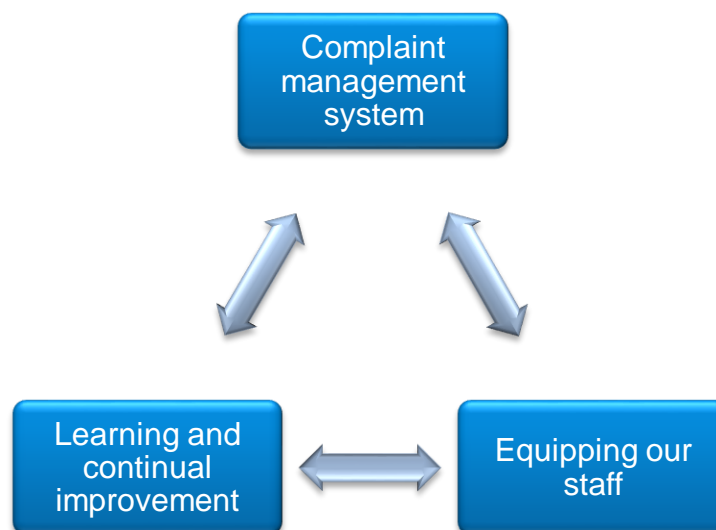 Complaint
management
system
Learning and
continual
improvement
Equipping our
staff